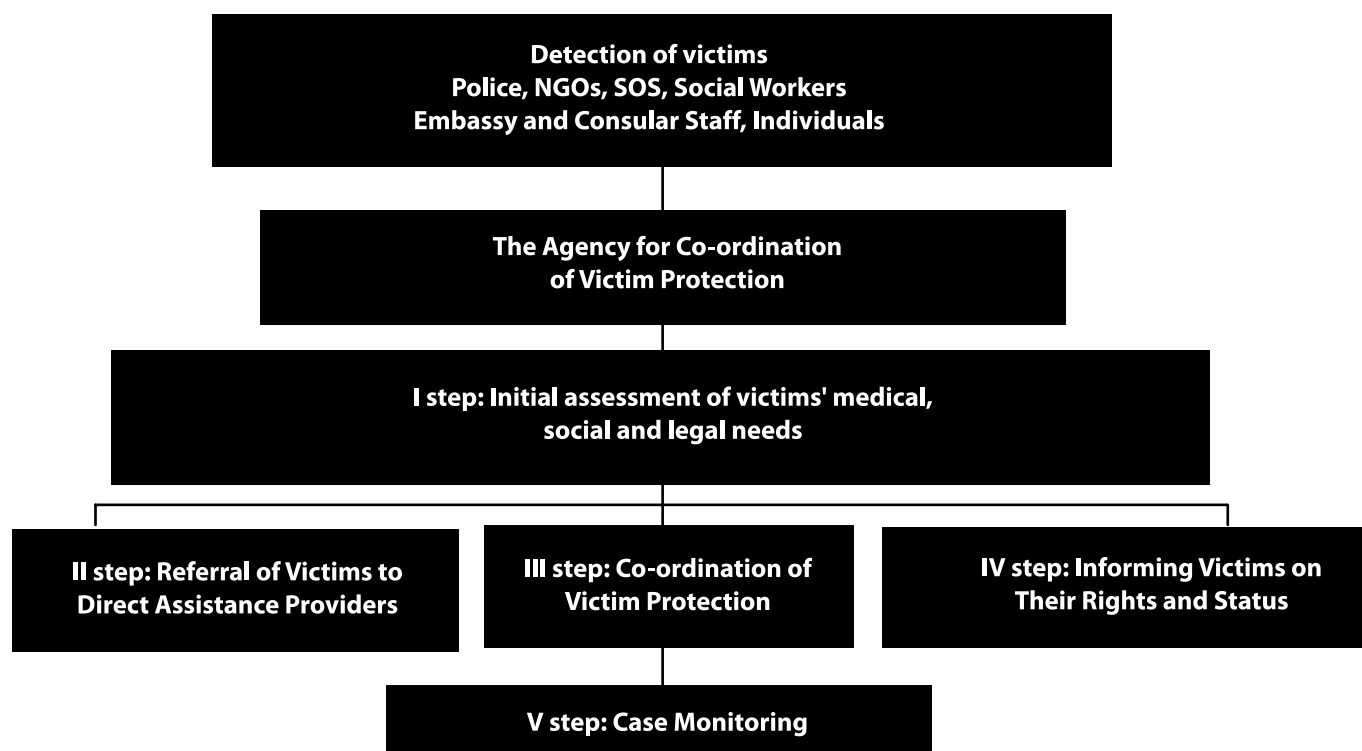 Detection of victims
Police, NGOs, SOS, Social Workers
Embassy and Consular Staff, Individuals
The Agency for Co-ordination
of Victim Protection
I step: Initial assessment of victims' medical,
social and legal needs
II step: Referral of Victims to
Direct Assistance Providers
III step: Co-ordination of
Victim Protection
IV step: Informing Victims on
Their Rights and Status
V step: Case Monitoring